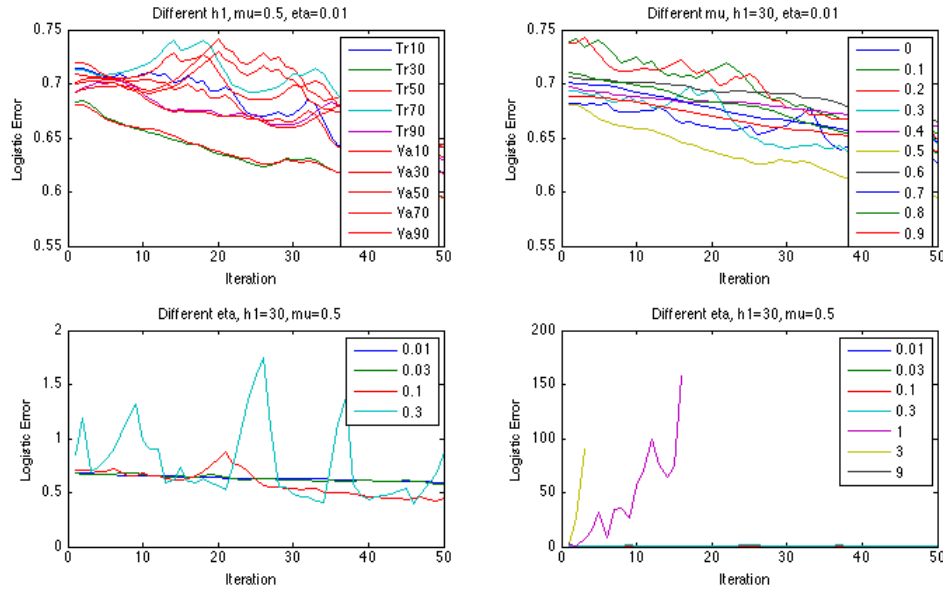 Different h1, mu=0.5, eta=0.01
0.75
0.7
0.65
0.6
0.55
Logistic Error
0 10 20 30 40 50
Iteration
Tr10
Tr30
Tr50
Tr70
Tr90
Va10
Va30
Va50
Va70
Va90
Different mu, h1=30, eta=0.01
0.75
0.7
0.65
0.6
0.55
Logistic Error
0 10 20 30 40 50
Iteration
0
0.1
0.2
0.3
0.4
0.5
0.6
0.7
0.8
0.9
Different eta, h1=30, mu=0.5
2
1.5
1
0.5
0
Logistic Error
0 10 20 30 40 50
Iteration
0.01
0.03
0.1
0.3
Different eta, h1=30, mu=0.5
200
150
100
50
0
Logistic Error
0 10 20 30 40 50
Iteration
0.01
0.03
0.1
0.3
1
3
9